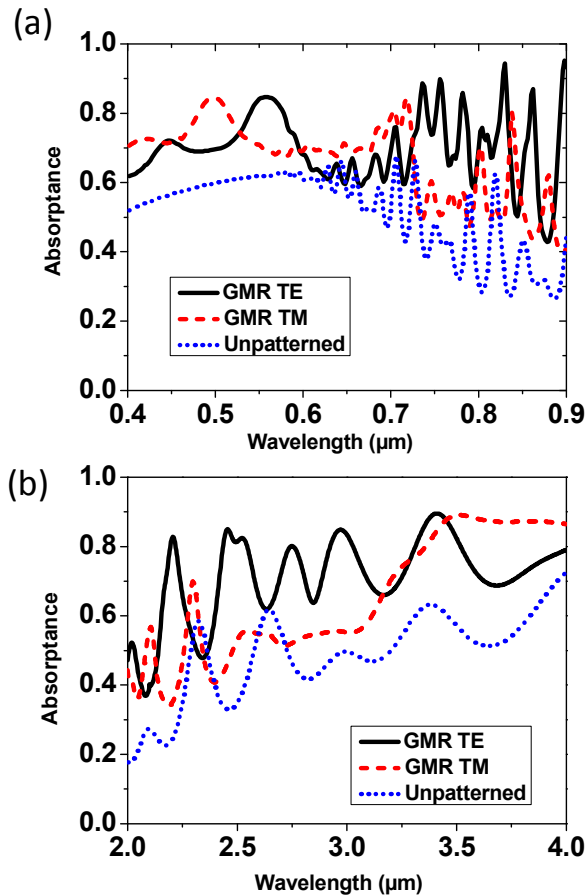 (a)
1.0
0.8
0.6
0.4
0.2
0.0
Absorptance
GMR TE
GMR TM
Unpatterned
0.4 0.5 0.6 0.7 0.8 0.9
Wavelength (µm)
(b)
1.0
0.8
0.6
0.4
0.2
0.0
Absorptance
GMR TE
GMR TM
Unpatterned
2.0 2.5 3.0 3.5 4.0
Wavelength (µm)